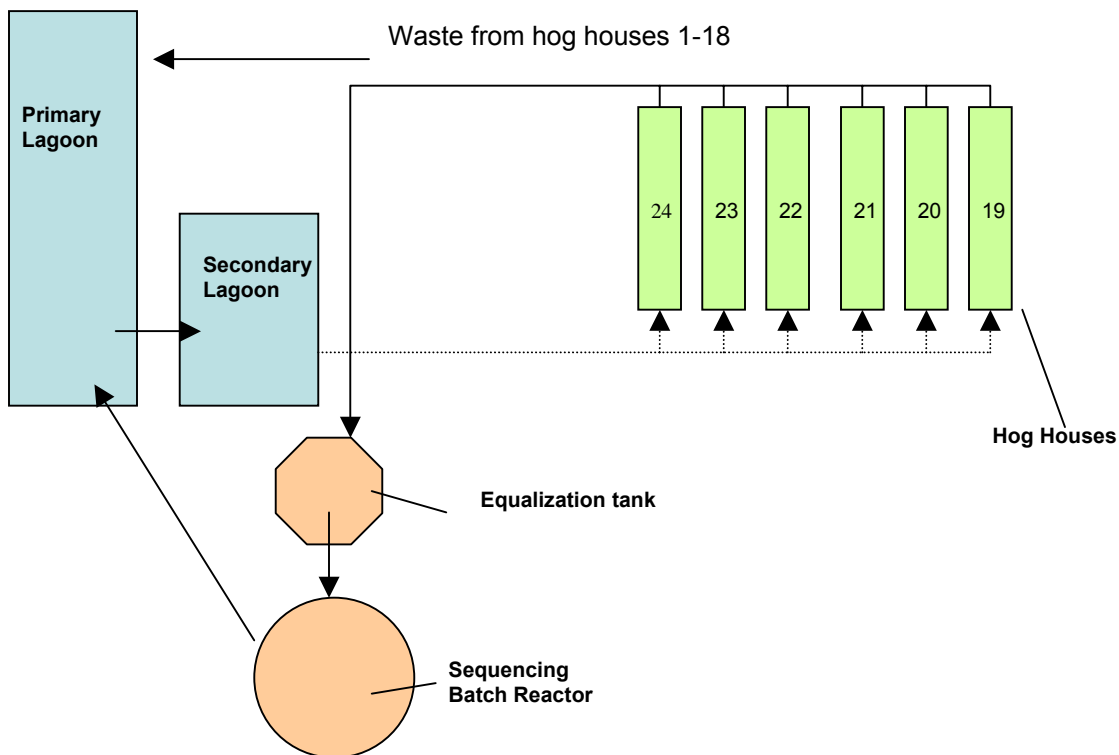 Waste from hog houses 1-18
Primary
Lagoon
24 23 22 21 20 19
Secondary
Lagoon
Hog Houses
Equalization tank
Sequencing
Batch Reactor